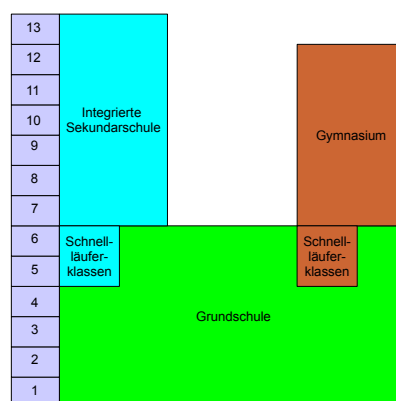 13
12
11
10
9
8
7
6
5
4
3
2
1
Integrierte
Sekundarschule
Gymnasium
Schnell-
läufer-
klassen
Schnell-
läufer-
klassen
Grundschule